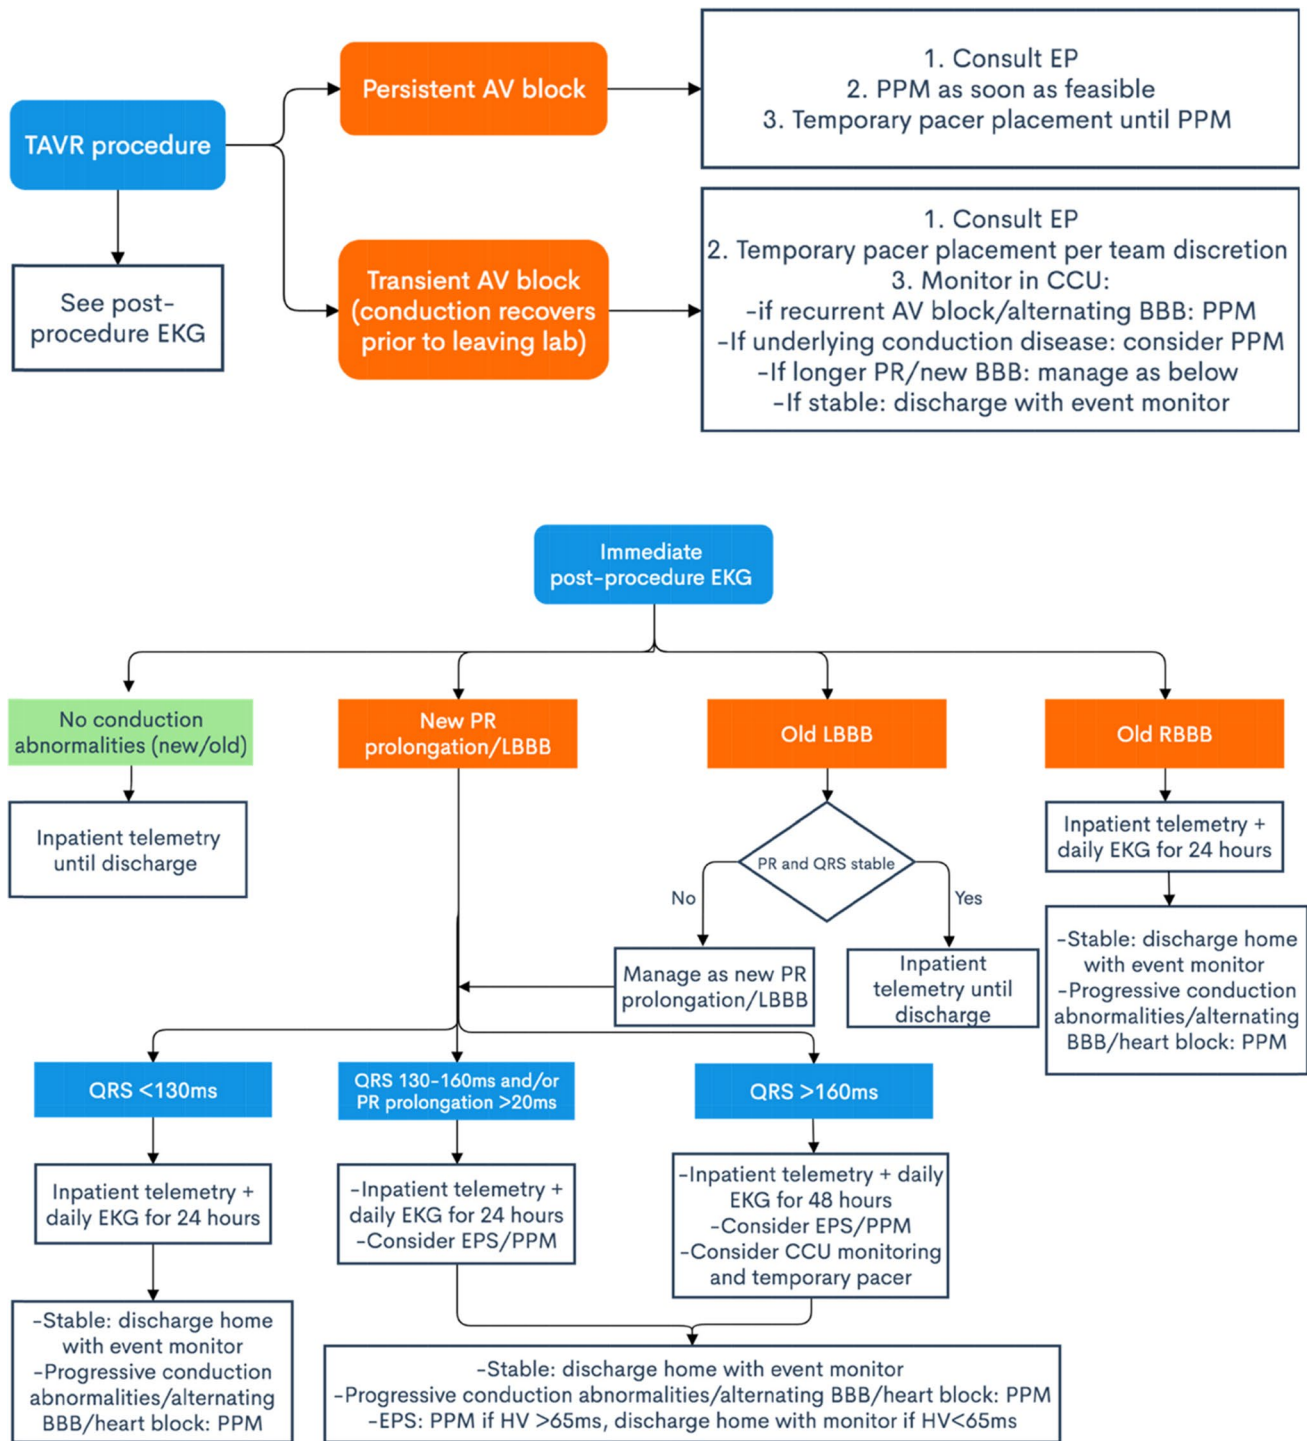 Persistent AV block
1. Consult EP
2. PPM as soon as feasible
3. Temporary pacer placement until PPM
TAVR procedure
See post-
procedure EKG
Transient AV block
(conduction recovers
prior to leaving lab)
1. Consult EP
2. Temporary pacer placement per team discretion
3. Monitor in CCU:
-if recurrent AV block/alternating BBB: PPM
-If underlying conduction disease: consider PPM
-If longer PR/new BBB: manage as below
-If stable: discharge with event monitor
Immediate
post-procedure EKG
No conduction
abnormalities (new/old)
Inpatient telemetry
until discharge
New PR
prolongation/LBBB
Old LBBB
PR and QRS stable
No
Yes
Manage as new PR
prolongation/LBBB
Inpatient
telemetry until
discharge
Old RBBB
Inpatient telemetry +
daily EKG for 24 hours
-Stable: discharge home
with event monitor
-Progressive conduction
abnormalities/alternating
BBB/heart block: PPM
QRS <130ms
Inpatient telemetry +
daily EKG for 24 hours
-Stable: discharge home
with event monitor
-Progressive conduction
abnormalities/alternating
BBB/heart block: PPM
QRS 130-160ms and/or
PR prolongation >20ms
-Inpatient telemetry +
daily EKG for 24 hours
-Consider EPS/PPM
QRS >160ms
-Inpatient telemetry + daily
EKG for 48 hours
-Consider EPS/PPM
-Consider CCU monitoring
and temporary pacer
-Stable: discharge home with event monitor
-Progressive conduction abnormalities/alternating BBB/heart block: PPM
-EPS: PPM if HV >65ms, discharge home with monitor if HV<65ms